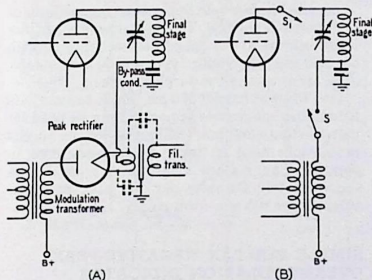 Final
stage
By-pass
cond.
Peak rectifier
Fil.
trans.
Modulation
transformer
B+
(A)
S₁
Final
stage
S
B+
(B)